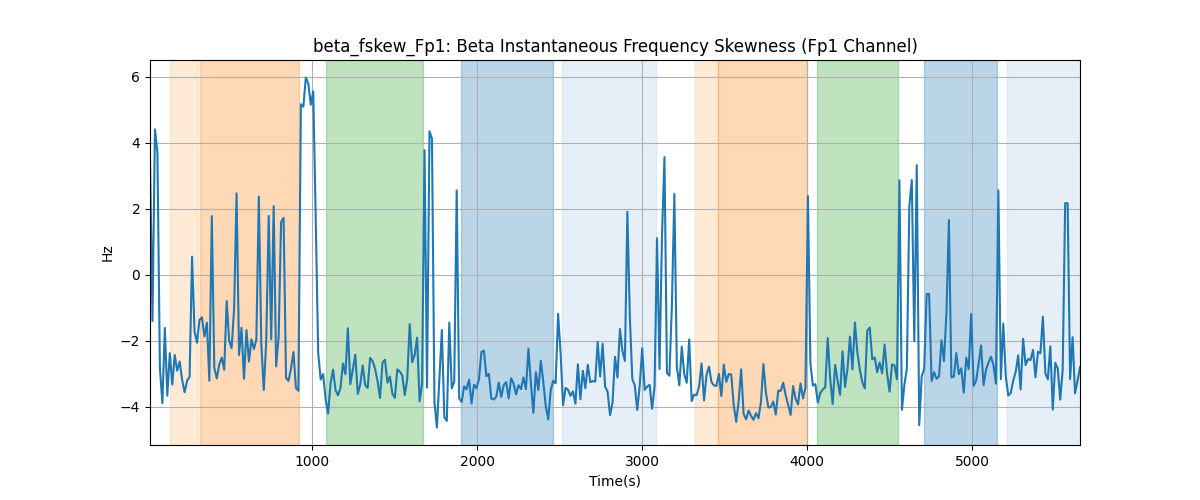 beta_fskew_Fp1: Beta Instantaneous Frequency Skewness (Fp1 Channel)
6
4
2
0
−2
−4
Hz
1000 2000 3000 4000 5000
Time(s)